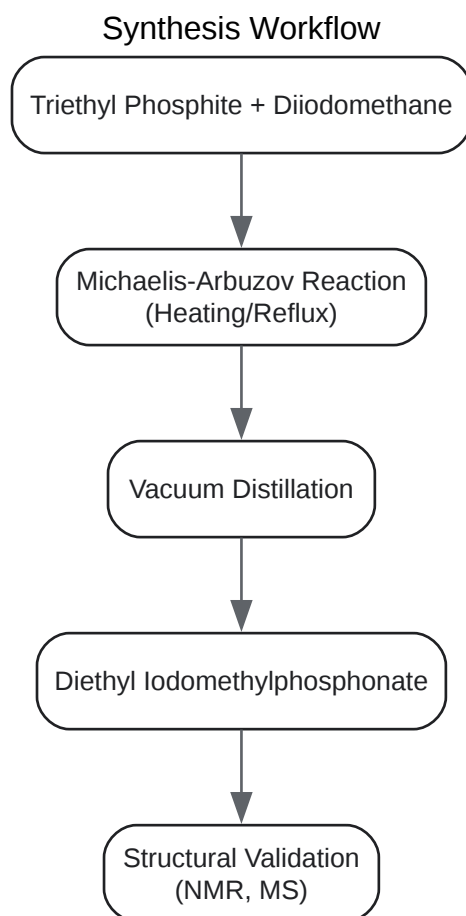 Synthesis Workflow
Triethyl Phosphite + Diiodomethane
Michaelis-Arbuzov Reaction
(Heating/Reflux)
Vacuum Distillation
Diethyl Iodomethylphosphonate
Structural Validation
(NMR, MS)